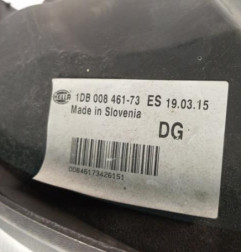 1DB 008 461-73 ES 19.03.15
Made in Slovenia
DG